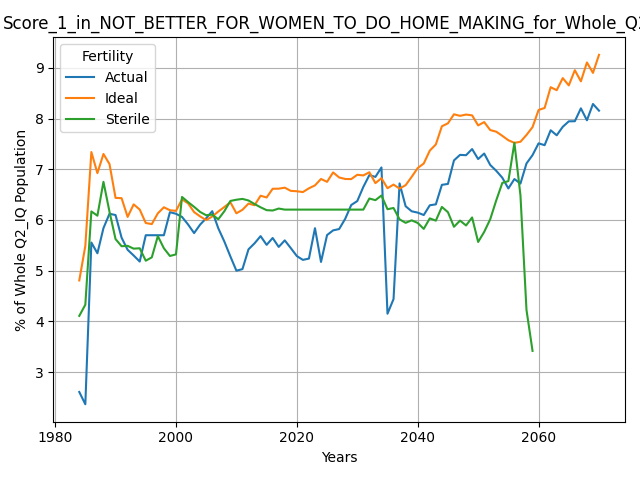 Score_1_in_NOT_BETTER_FOR_WOMEN_TO_DO_HOME_MAKING_for_Whole_Q
Fertility
Actual
Ideal
Sterile
% of Whole Q2_IQ Population
9
8
7
6
5
4
3
1980
2000
2020
2040
2060
Years